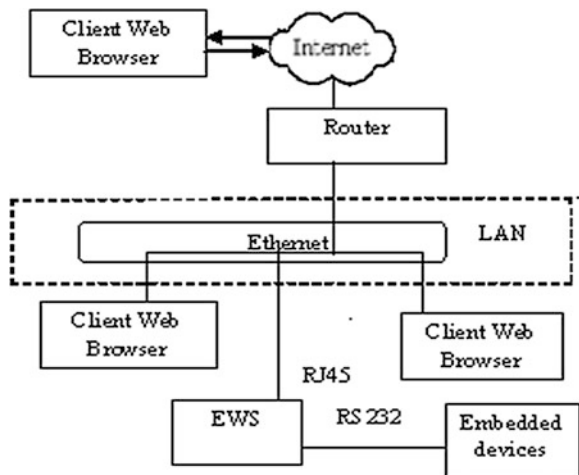 Client Web
Browser
Internet
Router
Ethernet
LAN
Client Web
Browser
Client Web
Browser
RJ45
EWS
RS 232
Embedded
devices